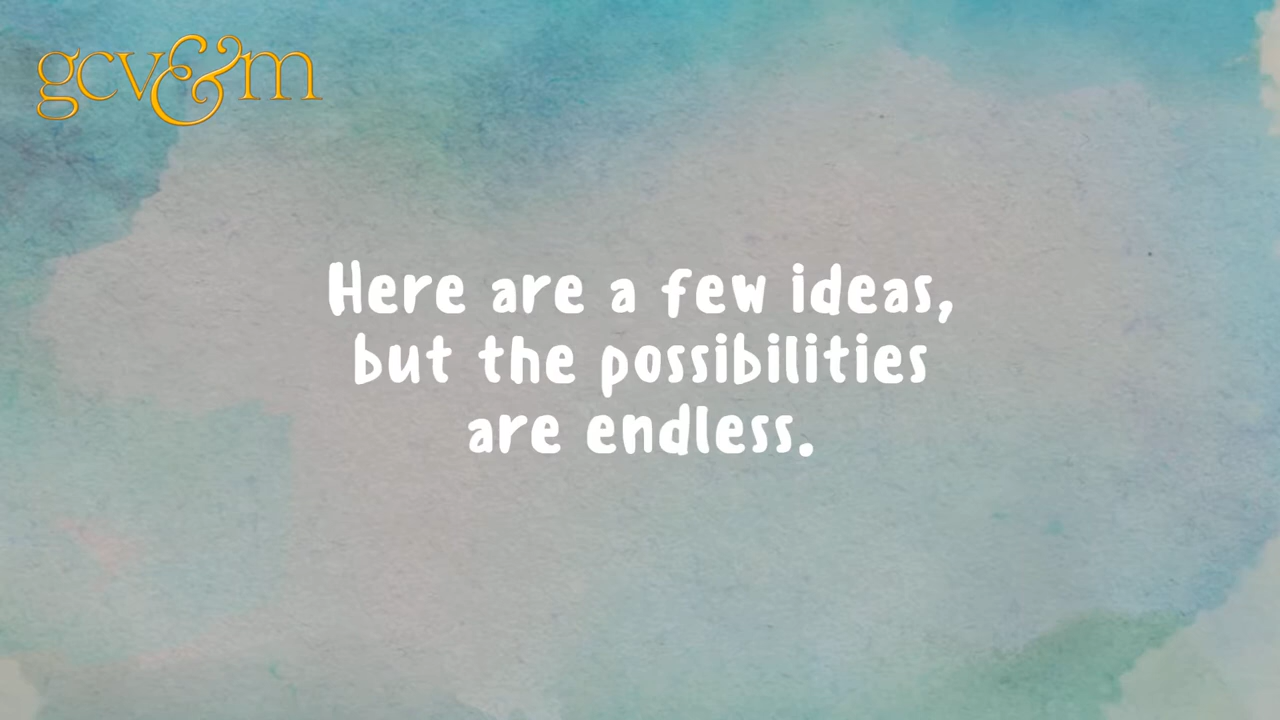 gcv&m
Here are a few ideas,
but the possibilities
are endless.